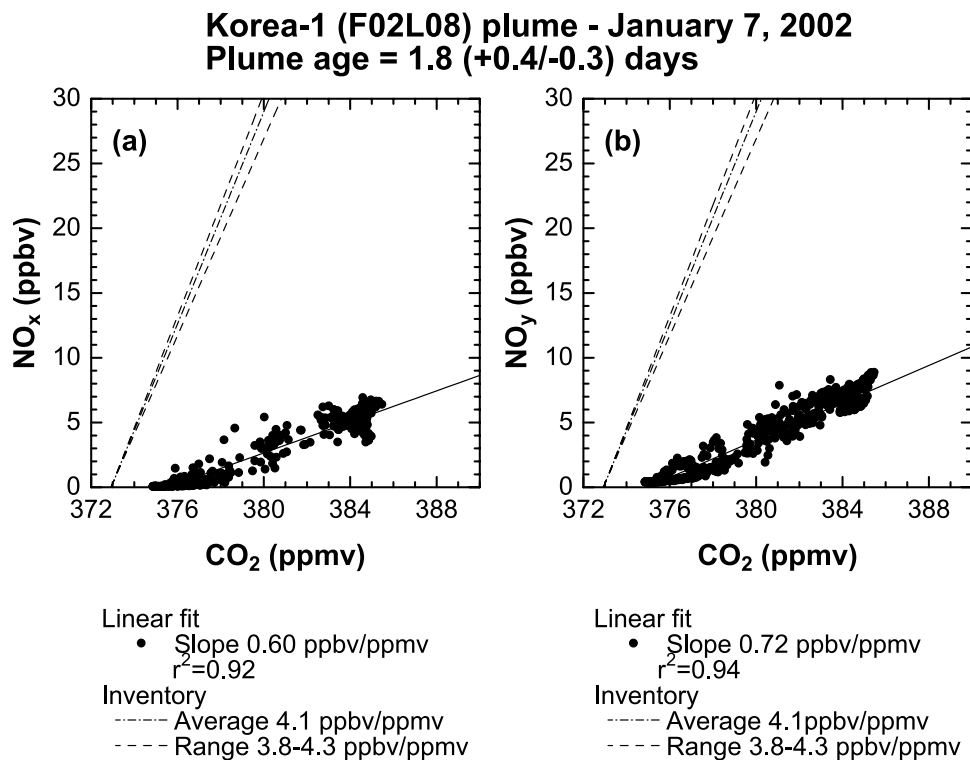 Korea-1 (F02L08) plume - January 7, 2002
Plume age = 1.8 (+0.4/-0.3) days
30
25
20
15
10
5
0
(a)
NOx (ppbv)
372 376 380 384 388
CO2 (ppmv)
30
25
20
15
10
5
0
(b)
NOy (ppbv)
372 376 380 384 388
CO2 (ppmv)
Linear fit
Slope 0.60 ppbv/ppmv
r²=0.92
Inventory
Average 4.1 ppbv/ppmv
Range 3.8-4.3 ppbv/ppmv
Linear fit
Slope 0.72 ppbv/ppmv
r²=0.94
Inventory
Average 4.1ppbv/ppmv
Range 3.8-4.3 ppbv/ppmv